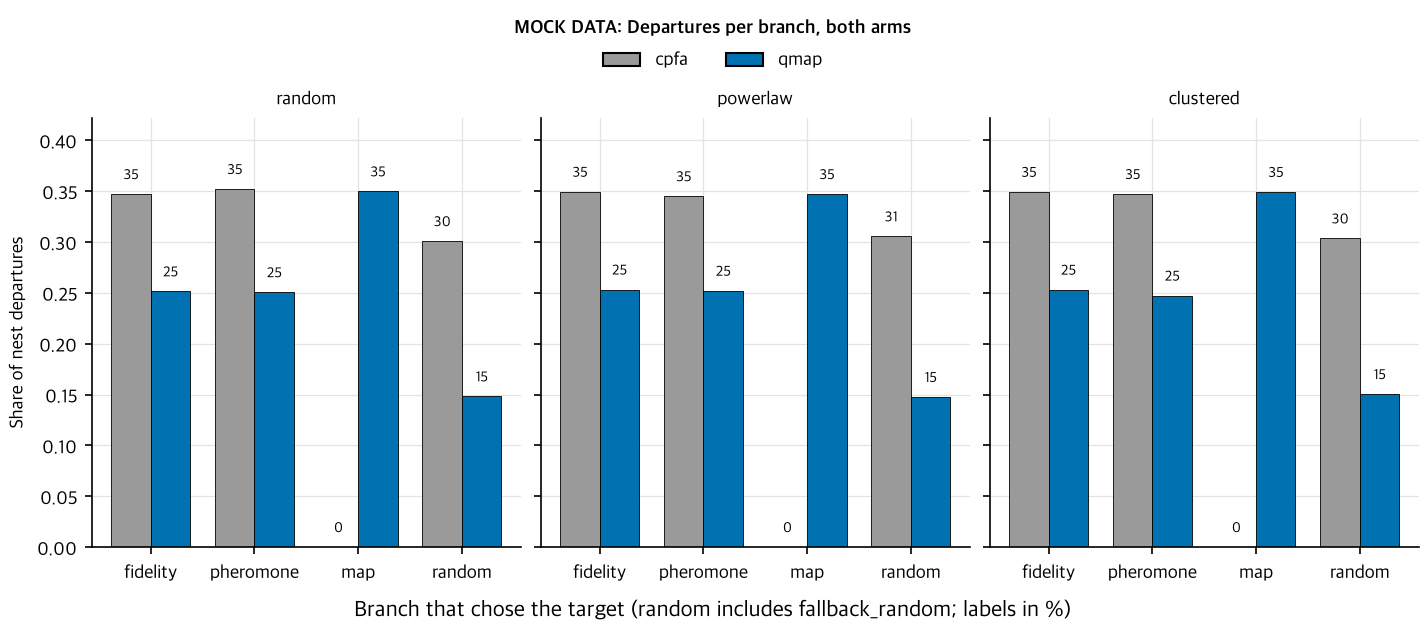 MOCK DATA: Departures per branch, both arms
cpfa qmap
random powerlaw clustered
Share of nest departures
0.40
0.35
0.30
0.25
0.20
0.15
0.10
0.05
0.00
35 25 35 25 0 35 30 15
35 25 35 25 0 35 31 15
35 25 35 25 0 35 30 15
fidelity pheromone map random
fidelity pheromone map random
fidelity pheromone map random
Branch that chose the target (random includes fallback_random; labels in %)